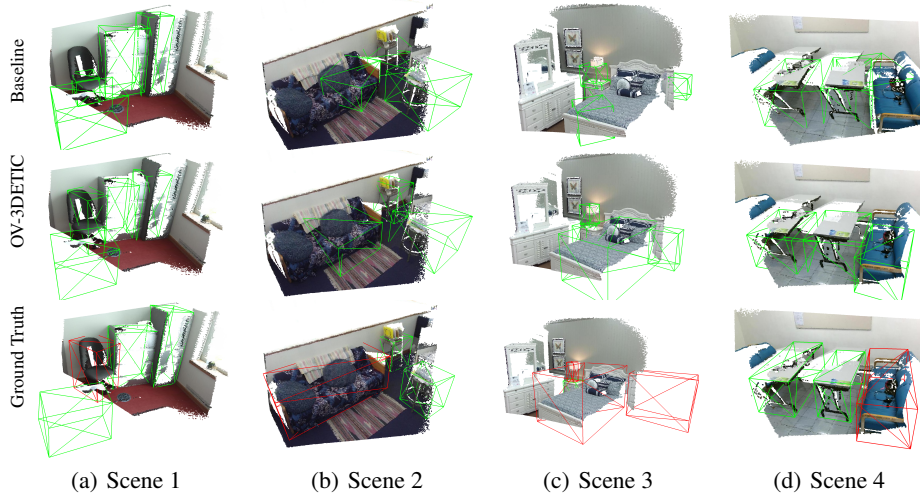 Baseline
OV-3DETIC
Ground Truth
(a) Scene 1
(b) Scene 2
(c) Scene 3
(d) Scene 4